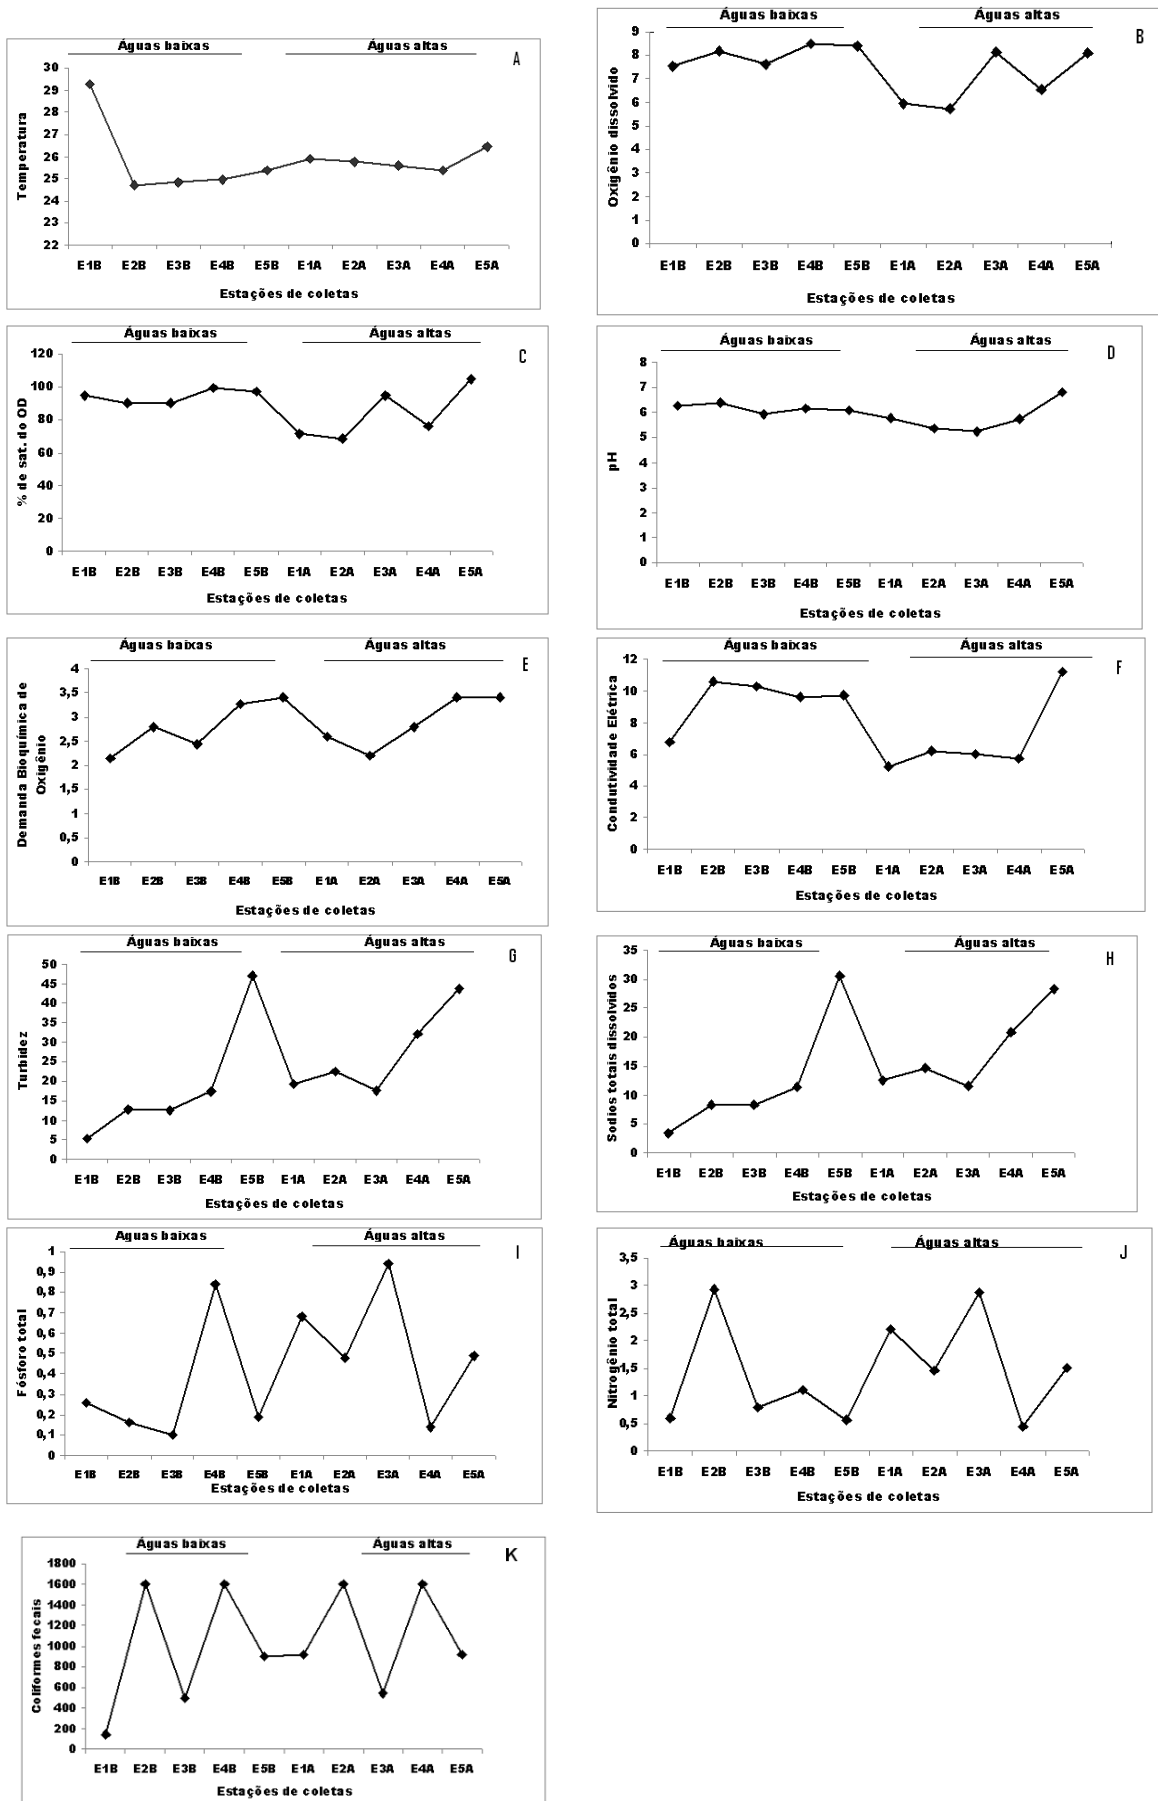 Águas baixas Águas altas
A
Temperatura
30
29
28
27
26
25
24
23
22
E1B E2B E3B E4B E5B E1A E2A E3A E4A E5A
Estações de coletas
Águas baixas Águas altas
B
Oxigênio dissolvido
9
8
7
6
5
4
3
2
1
0
E1B E2B E3B E4B E5B E1A E2A E3A E4A E5A
Estações de coletas
Águas baixas Águas altas
C
% de sat. do OD
120
100
80
60
40
20
0
E1B E2B E3B E4B E5B E1A E2A E3A E4A E5A
Estações de coletas
Águas baixas Águas altas
D
pH
8
7
6
5
4
3
2
1
0
E1B E2B E3B E4B E5B E1A E2A E3A E4A E5A
Estações de coletas
Águas baixas Águas altas
E
Demanda Bioquímica de
Oxigênio
4
3,5
3
2,5
2
1,5
1
0,5
0
E1B E2B E3B E4B E5B E1A E2A E3A E4A E5A
Estações de coletas
Águas baixas Águas altas
F
Condutividade Elétrica
12
10
8
6
4
2
0
E1B E2B E3B E4B E5B E1A E2A E3A E4A E5A
Estações de coletas
Águas baixas Águas altas
G
Turbidez
50
45
40
35
30
25
20
15
10
5
0
E1B E2B E3B E4B E5B E1A E2A E3A E4A E5A
Estações de coletas
Águas baixas Águas altas
H
Sodios totais dissolvidos
35
30
25
20
15
10
5
0
E1B E2B E3B E4B E5B E1A E2A E3A E4A E5A
Estações de coletas
Aguas baixas Águas altas
I
Fósforo total
1
0,9
0,8
0,7
0,6
0,5
0,4
0,3
0,2
0,1
0
E1B E2B E3B E4B E5B E1A E2A E3A E4A E5A
Estações de coletas
Águas baixas Águas altas
J
Nitrogênio total
3,5
3
2,5
2
1,5
1
0,5
0
E1B E2B E3B E4B E5B E1A E2A E3A E4A E5A
Estações de coletas
Águas baixas Águas altas
K
Coliformes fecais
1800
1600
1400
1200
1000
800
600
400
200
0
E1B E2B E3B E4B E5B E1A E2A E3A E4A E5A
Estações de coletas